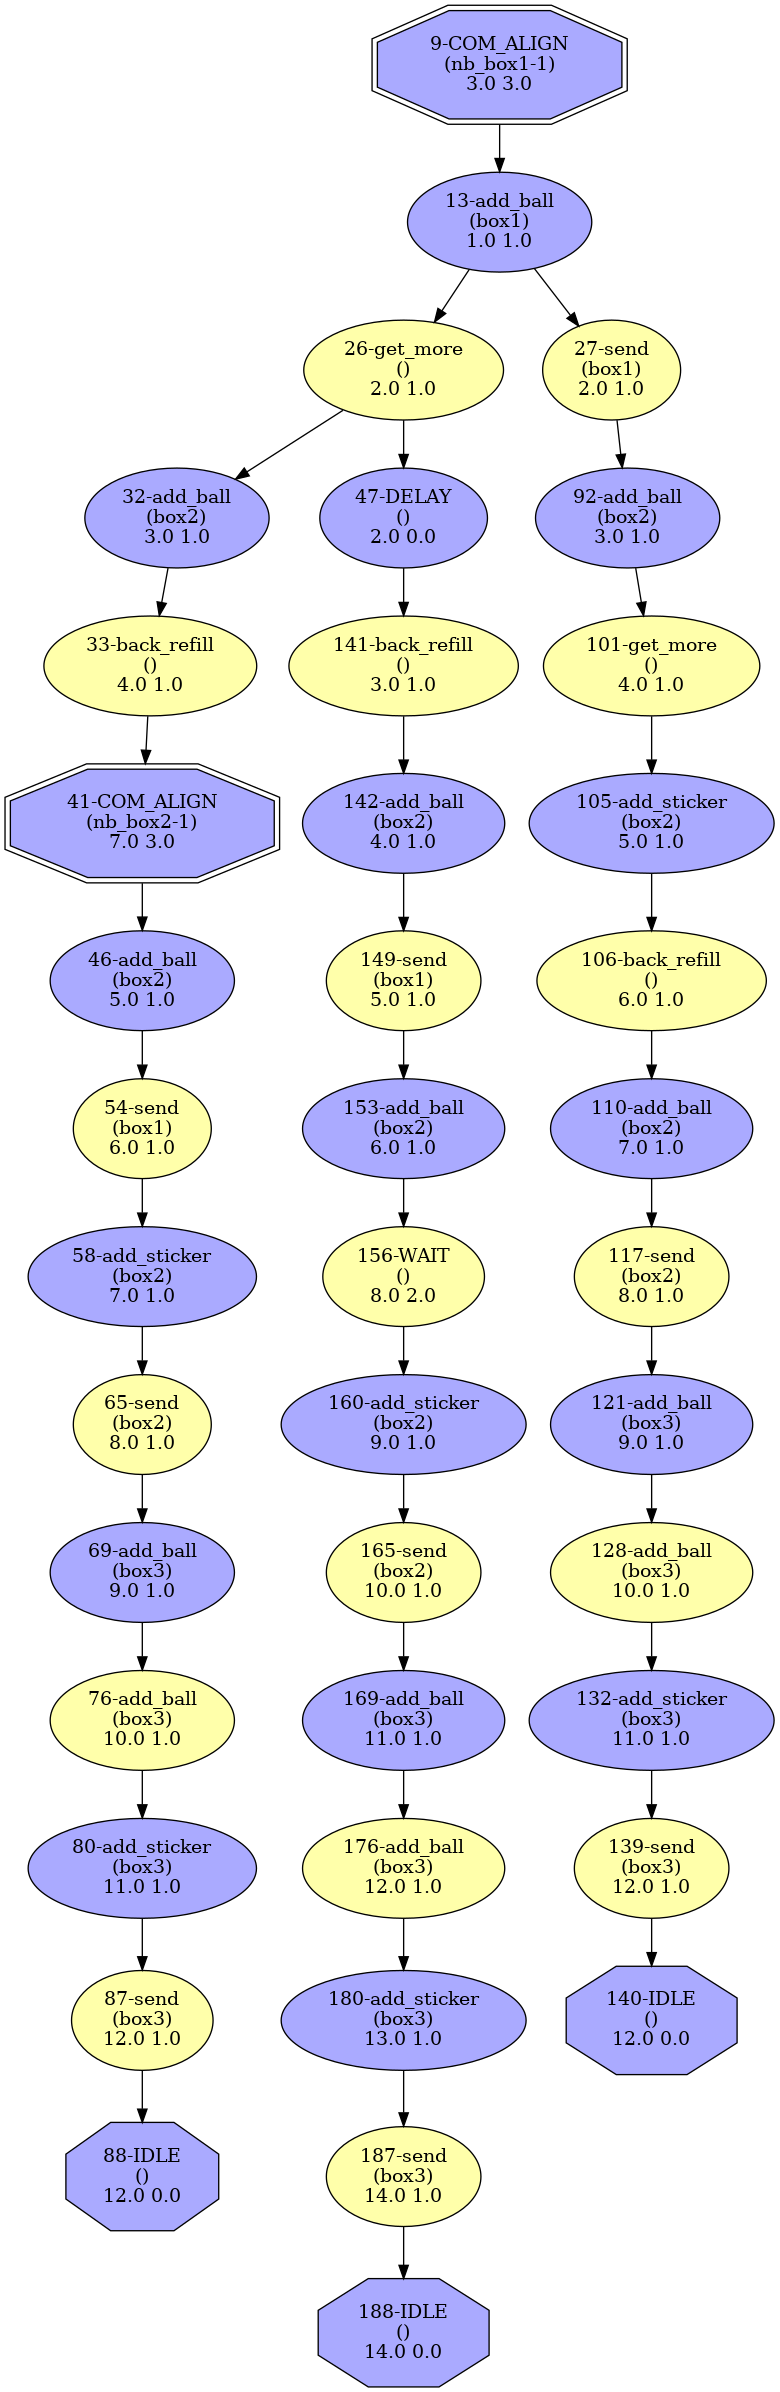 9-COM_ALIGN
(nb_box1-1)
3.0 3.0
13-add_ball
(box1)
1.0 1.0
26-get_more
()
2.0 1.0
27-send
(box1)
2.0 1.0
32-add_ball
(box2)
3.0 1.0
47-DELAY
()
2.0 0.0
92-add_ball
(box2)
3.0 1.0
33-back_refill
()
4.0 1.0
141-back_refill
()
3.0 1.0
101-get_more
()
4.0 1.0
41-COM_ALIGN
(nb_box2-1)
7.0 3.0
142-add_ball
(box2)
4.0 1.0
105-add_sticker
(box2)
5.0 1.0
46-add_ball
(box2)
5.0 1.0
149-send
(box1)
5.0 1.0
106-back_refill
()
6.0 1.0
54-send
(box1)
6.0 1.0
153-add_ball
(box2)
6.0 1.0
110-add_ball
(box2)
7.0 1.0
58-add_sticker
(box2)
7.0 1.0
156-WAIT
()
8.0 2.0
117-send
(box2)
8.0 1.0
65-send
(box2)
8.0 1.0
160-add_sticker
(box2)
9.0 1.0
121-add_ball
(box3)
9.0 1.0
69-add_ball
(box3)
9.0 1.0
165-send
(box2)
10.0 1.0
128-add_ball
(box3)
10.0 1.0
76-add_ball
(box3)
10.0 1.0
169-add_ball
(box3)
11.0 1.0
132-add_sticker
(box3)
11.0 1.0
80-add_sticker
(box3)
11.0 1.0
176-add_ball
(box3)
12.0 1.0
139-send
(box3)
12.0 1.0
87-send
(box3)
12.0 1.0
180-add_sticker
(box3)
13.0 1.0
140-IDLE
()
12.0 0.0
88-IDLE
()
12.0 0.0
187-send
(box3)
14.0 1.0
188-IDLE
()
14.0 0.0